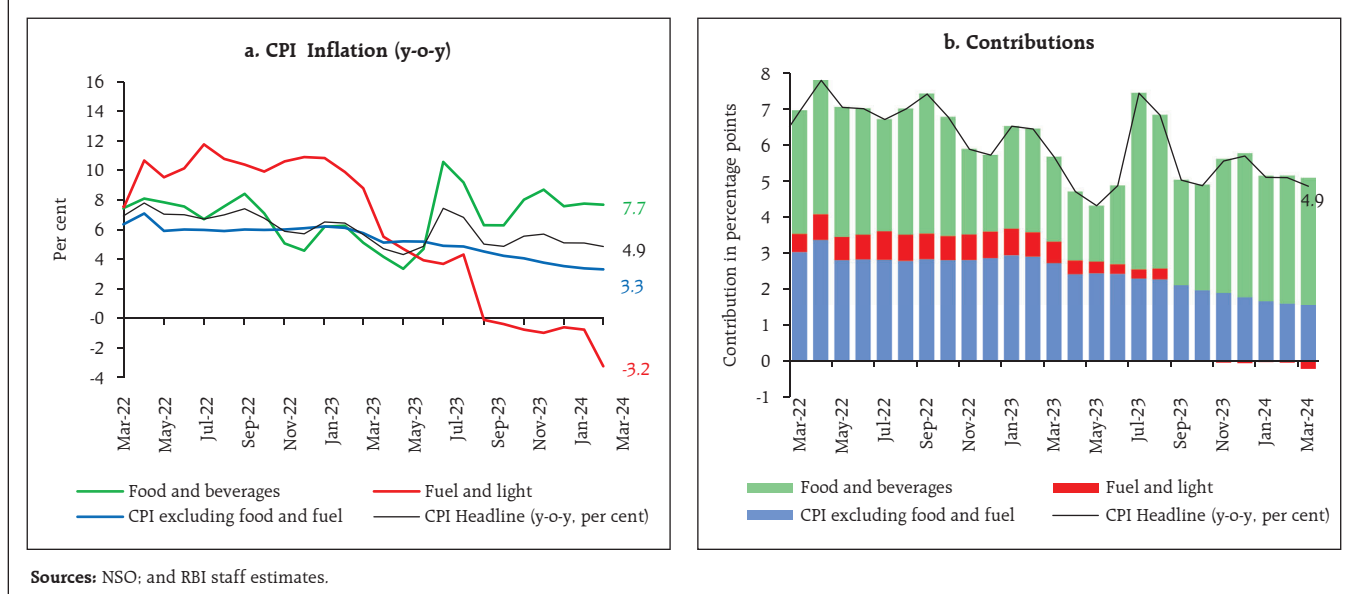 a. CPI Inflation (y-o-y)
Per cent
16
14
12
10
8
6
4
2
-0
-2
-4
7.7
4.9
3.3
-3.2
Mar-22
May-22
Jul-22
Sep-22
Nov-22
Jan-23
Mar-23
May-23
Jul-23
Sep-23
Nov-23
Jan-24
Mar-24
Food and beverages
Fuel and light
CPI excluding food and fuel
CPI Headline (y-o-y, per cent)
b. Contributions
Contribution in percentage points
8
7
6
5
4
3
2
1
0
-1
4.9
Mar-22
May-22
Jul-22
Sep-22
Nov-22
Jan-23
Mar-23
May-23
Jul-23
Sep-23
Nov-23
Jan-24
Mar-24
Food and beverages
Fuel and light
CPI excluding food and fuel
CPI Headline (y-o-y, per cent)
Sources: NSO; and RBI staff estimates.